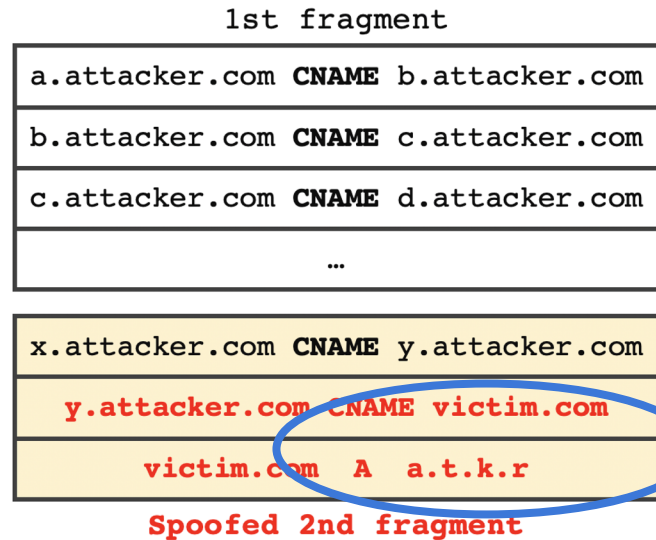 1st fragment
a.attacker.com CNAME b.attacker.com
b.attacker.com CNAME c.attacker.com
c.attacker.com CNAME d.attacker.com
…
x.attacker.com CNAME y.attacker.com
y.attacker.com CNAME victim.com
victim.com A a.t.k.r
Spoofed 2nd fragment